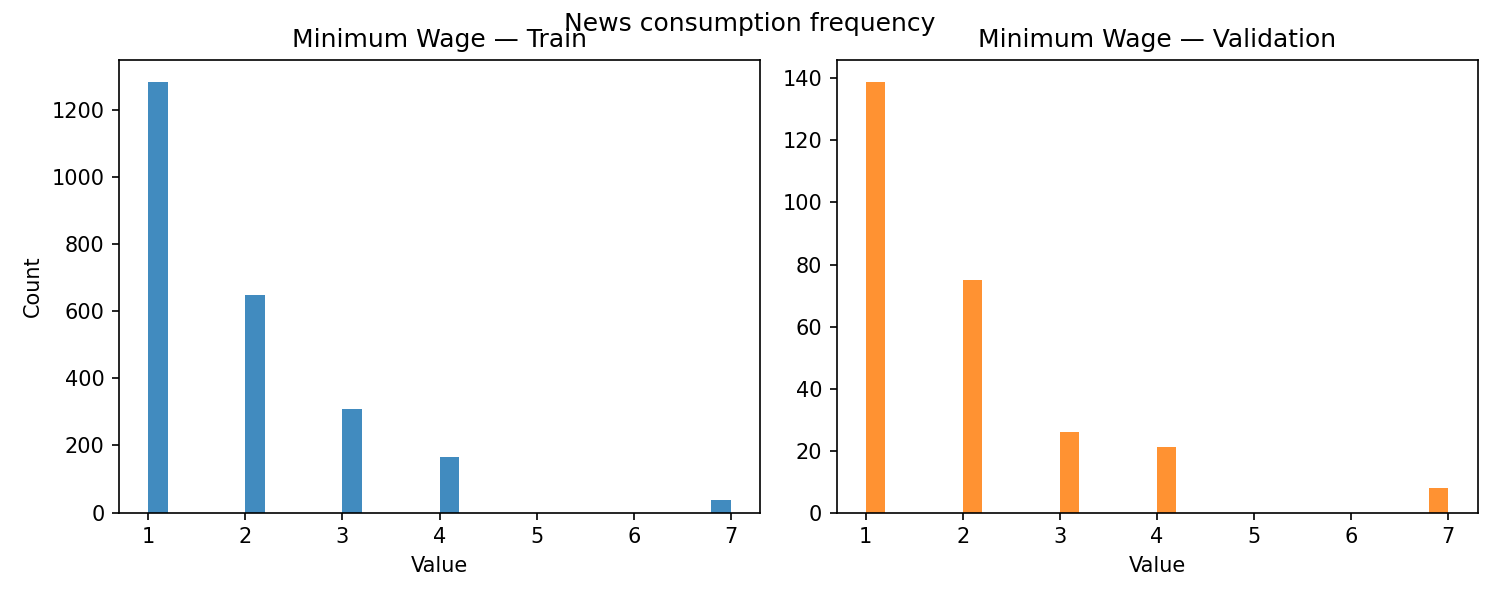 News consumption frequency
Minimum Wage — Train
1200
1000
800
600
400
200
0
Count
1 2 3 4 5 6 7
Value
Minimum Wage — Validation
140
120
100
80
60
40
20
0
1 2 3 4 5 6 7
Value